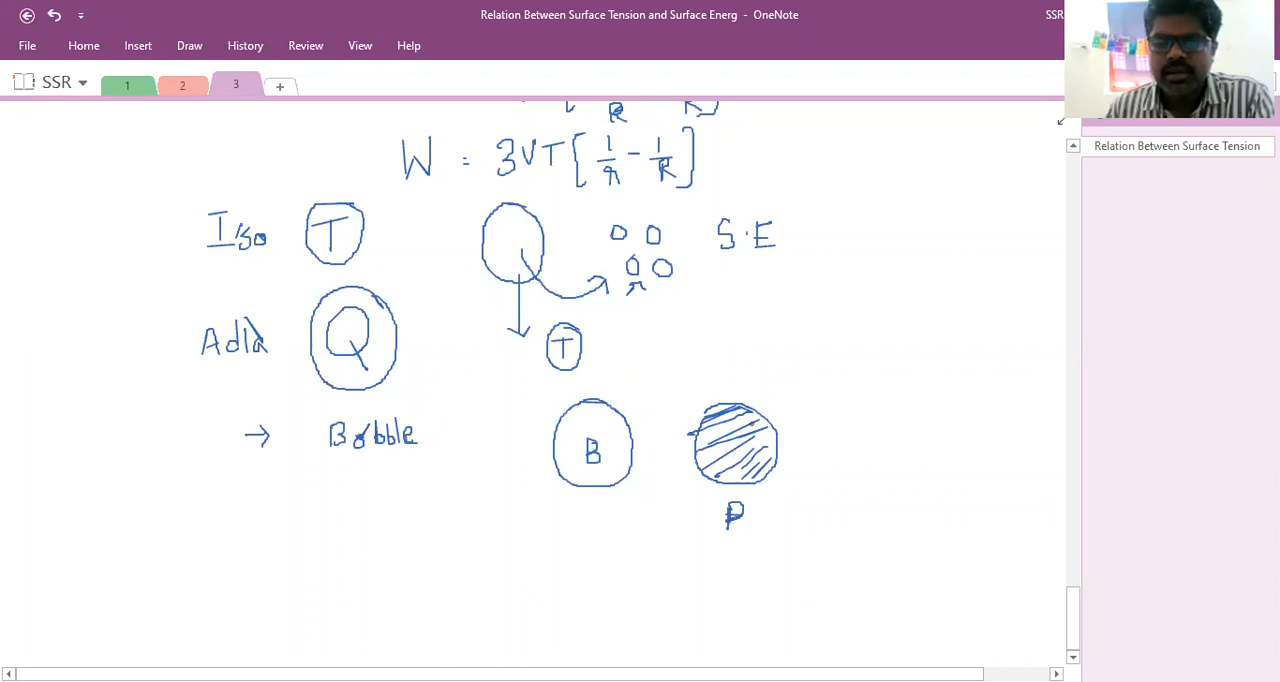 Relation Between Surface Tension and Surface Energ - OneNote
SSR
File Home Insert Draw History Review View Help
SSR 1 2 3 +
Relation Between Surface Tension
R R
W = 3VT [ 1/r - 1/R ]
Iso T S.E
r
Adia Q T
→ Bubble B
D